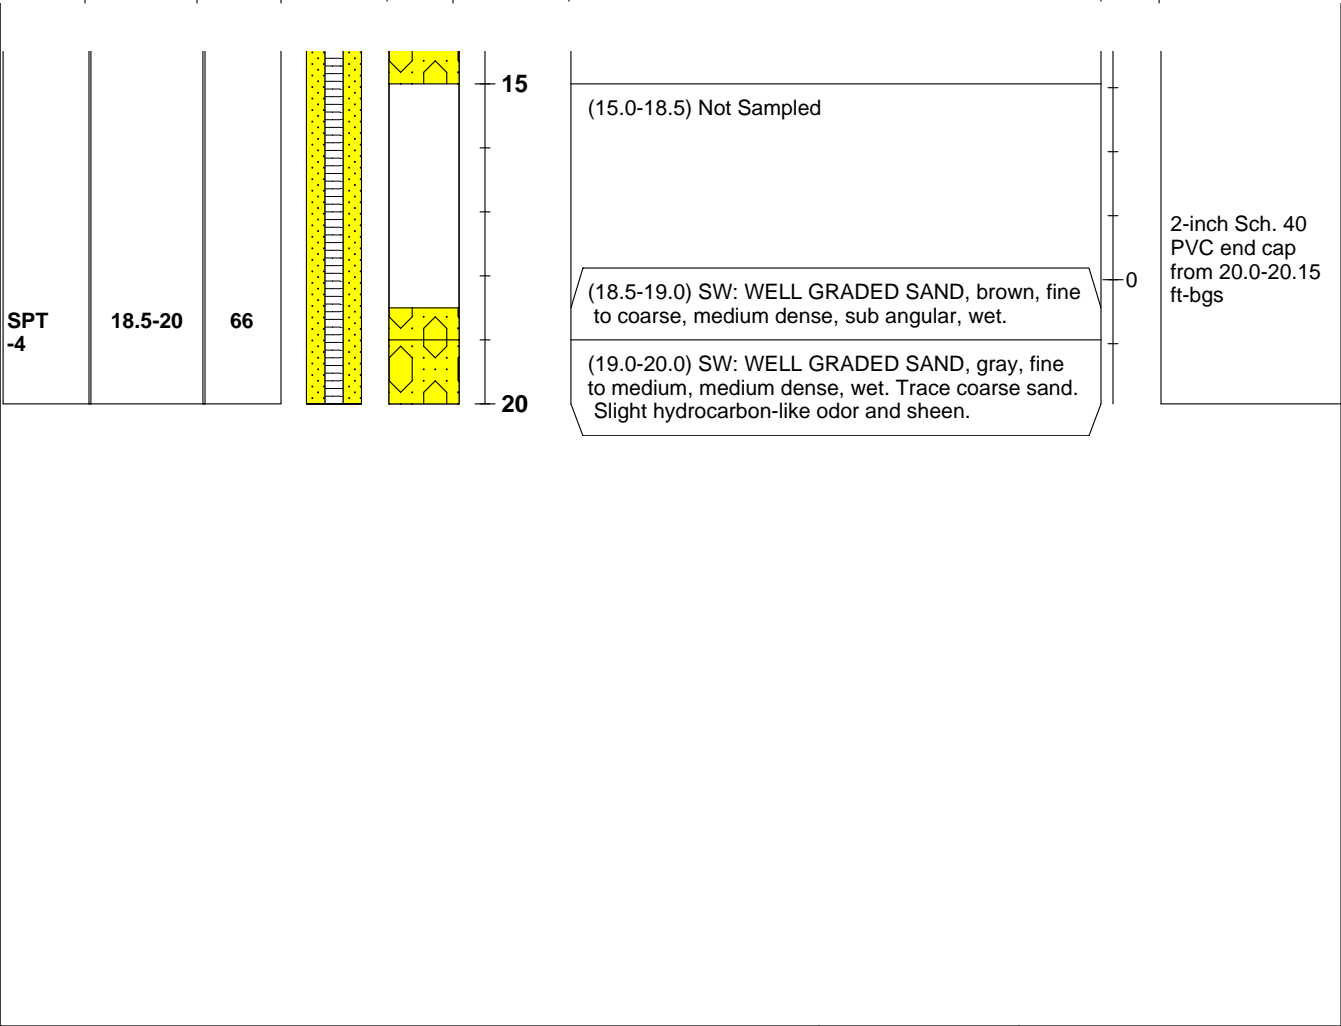 15
(15.0-18.5) Not Sampled
2-inch Sch. 40
PVC end cap
from 20.0-20.15
ft-bgs
0
(18.5-19.0) SW: WELL GRADED SAND, brown, fine
to coarse, medium dense, sub angular, wet.
SPT
-4
18.5-20
66
(19.0-20.0) SW: WELL GRADED SAND, gray, fine
to medium, medium dense, wet. Trace coarse sand.
Slight hydrocarbon-like odor and sheen.
20